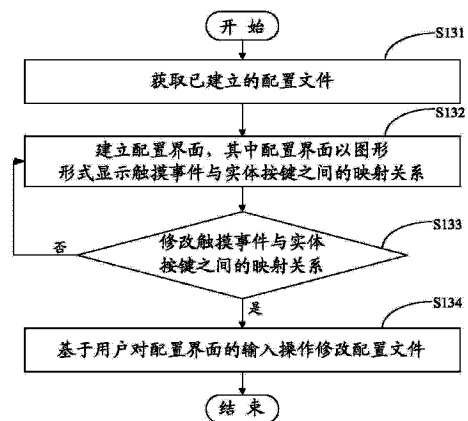 开 始
S131
获取已建立的配置文件
S132
建立配置界面，其中配置界面以图形
形式显示触摸事件与实体按键之间的映射关系
S133
修改触摸事件与实体
按键之间的映射关系
否
是
S134
基于用户对配置界面的输入操作修改配置文件
结 束